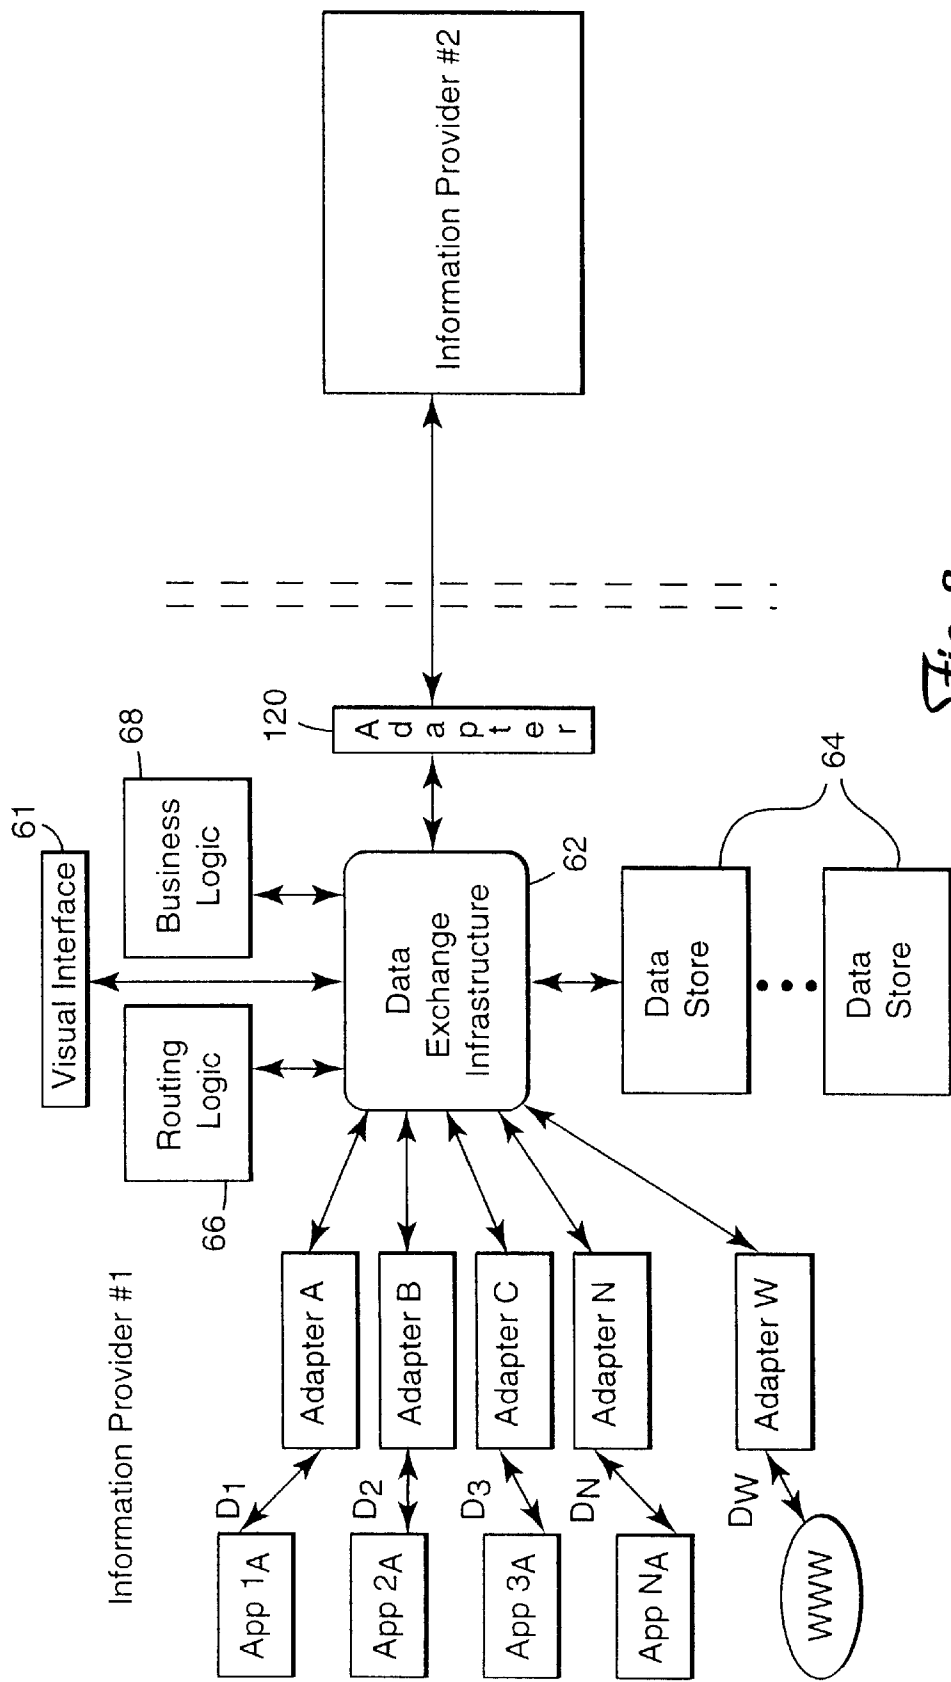 Information Provider #1
61
Visual Interface
66
Routing
Logic
68
Business
Logic
App 1A
D1
Adapter A
App 2A
D2
Adapter B
App 3A
D3
Adapter C
App NA
DN
Adapter N
WWW
DW
Adapter W
Data
Exchange
Infrastructure
62
120
Adapter
Information Provider #2
Data
Store
64
Data
Store